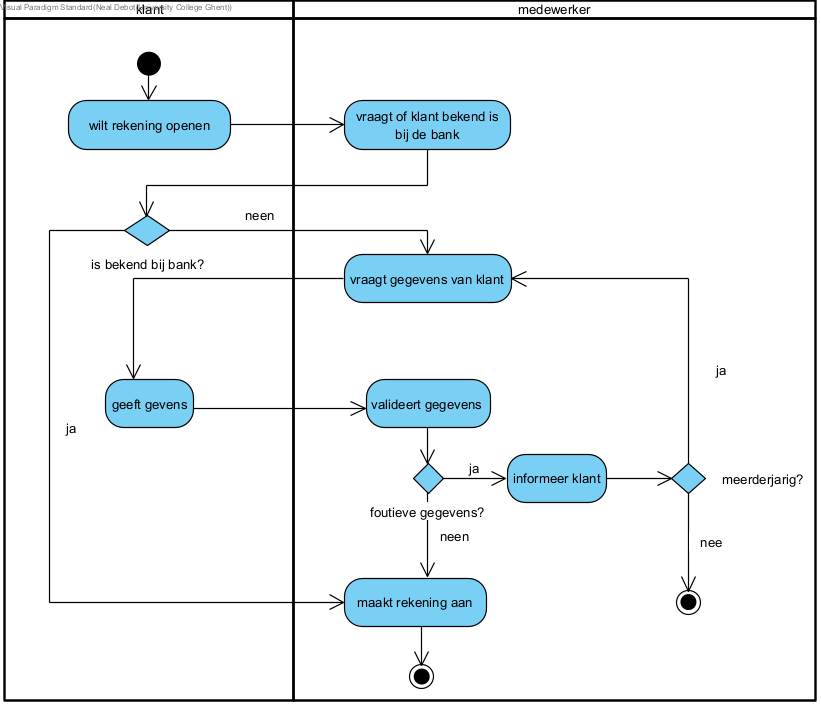 Visual Paradigm Standard(Neal Debot University College Ghent))
klant
medewerker
wilt rekening openen
vraagt of klant bekend is
bij de bank
neen
is bekend bij bank?
vraagt gegevens van klant
ja
geeft gevens
valideert gegevens
ja
ja
informeer klant
meerderjarig?
foutieve gegevens?
neen
nee
maakt rekening aan